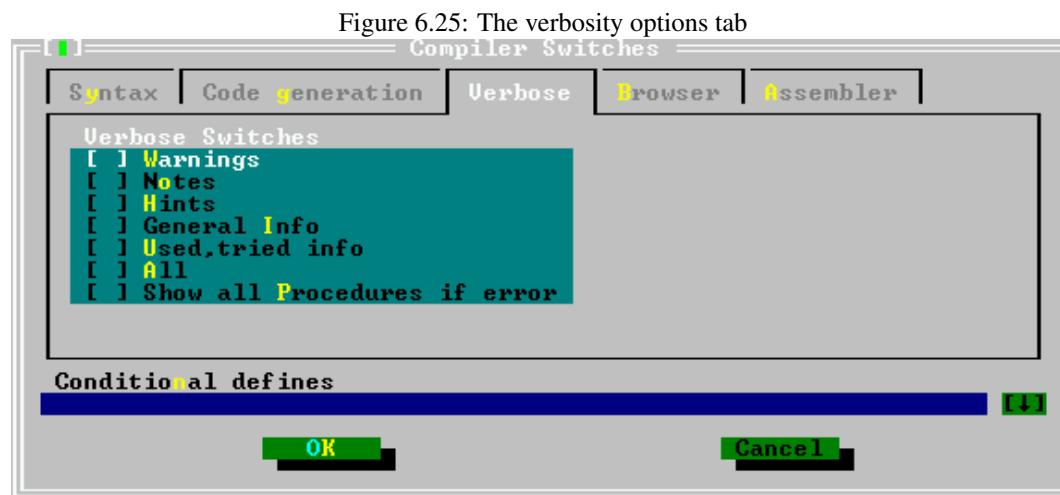 Figure 6.25: The verbosity options tab
[▮] Compiler Switches
Syntax Code generation Verbose Browser Assembler
Verbose Switches
[ ] Warnings
[ ] Notes
[ ] Hints
[ ] General Info
[ ] Used,tried info
[ ] All
[ ] Show all Procedures if error
Conditional defines
[↓]
OK Cancel